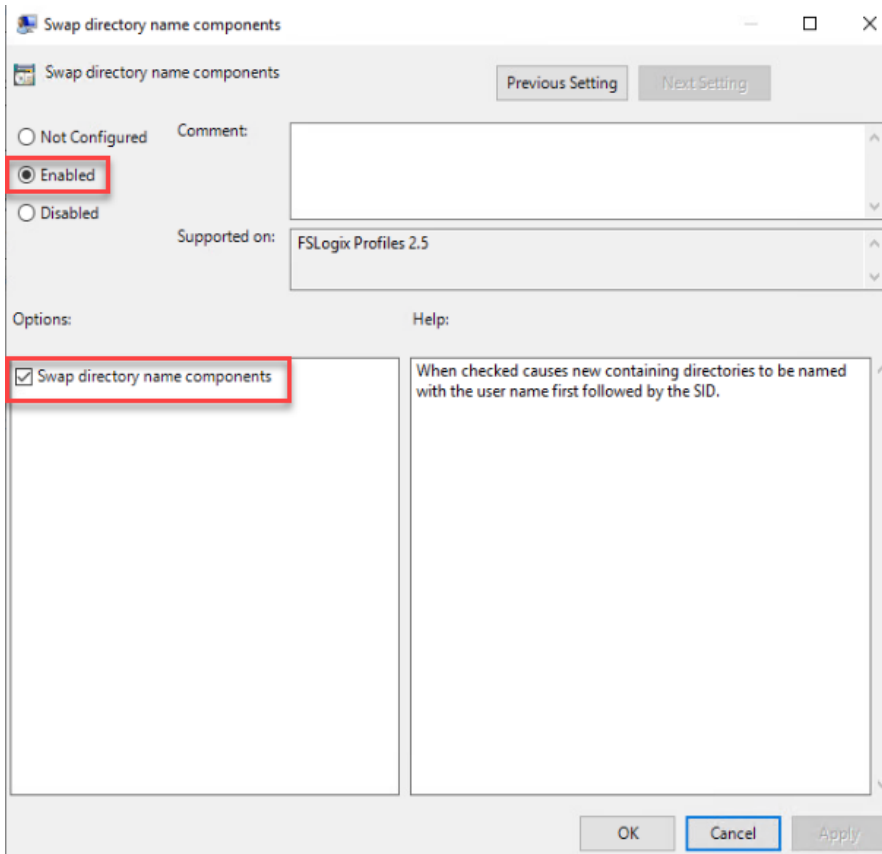 Swap directory name components
Swap directory name components
Previous Setting
Next Setting
Not Configured
Comment:
Enabled
Disabled
Supported on:
FSLogix Profiles 2.5
Options:
Help:
Swap directory name components
When checked causes new containing directories to be named
with the user name first followed by the SID.
OK
Cancel
Apply